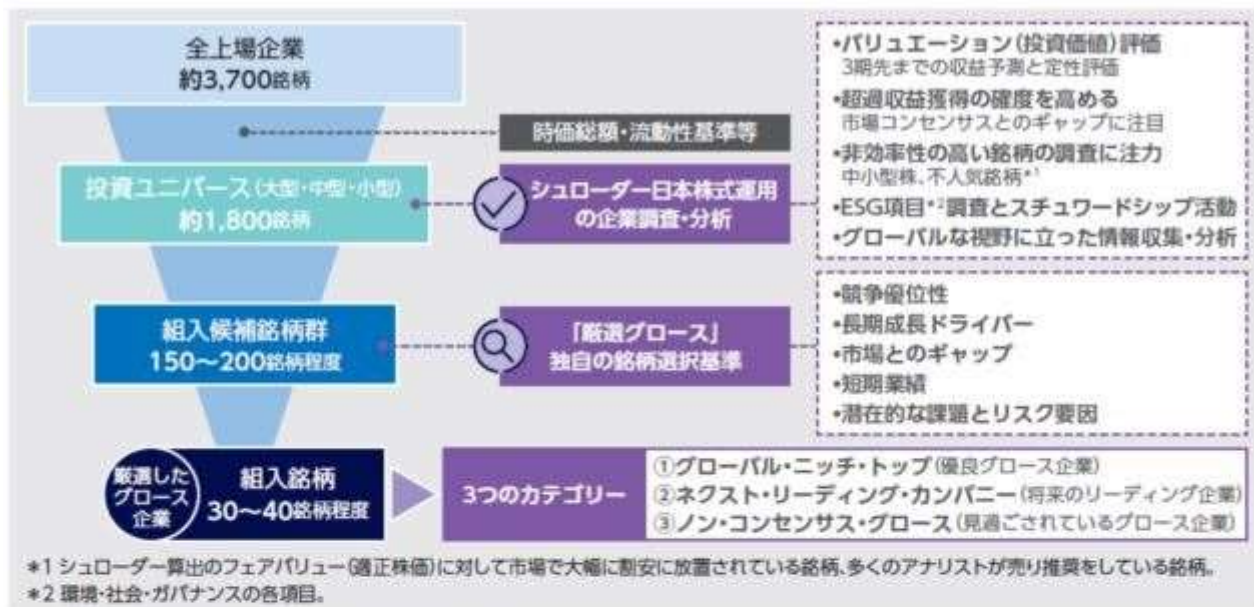 全上場企業
約3,700銘柄
時価総額・流動性基準等
投資ユニバース(大型・中型・小型)
約1,800銘柄
シュローダー日本株式運用
の企業調査・分析
•バリュエーション(投資価値)評価
3期先までの収益予測と定性評価
•超過収益獲得の確度を高める
市場コンセンサスとのギャップに注目
•非効率性の高い銘柄の調査に注力
中小型株、不人気銘柄*1
•ESG項目*2調査とスチュワードシップ活動
•グローバルな視野に立った情報収集・分析
組入候補銘柄群
150～200銘柄程度
「厳選グロース」
独自の銘柄選択基準
•競争優位性
•長期成長ドライバー
•市場とのギャップ
•短期業績
•潜在的な課題とリスク要因
厳選した
グロース
企業
組入銘柄
30～40銘柄程度
3つのカテゴリー
①グローバル・ニッチ・トップ(優良グロース企業)
②ネクスト・リーディング・カンパニー(将来のリーディング企業)
③ノン・コンセンサス・グロース(見過ごされているグロース企業)
*1 シュローダー算出のフェアバリュー(適正株価)に対して市場で大幅に割安に放置されている銘柄、多くのアナリストが売り推奨をしている銘柄。
*2 環境・社会・ガバナンスの各項目。